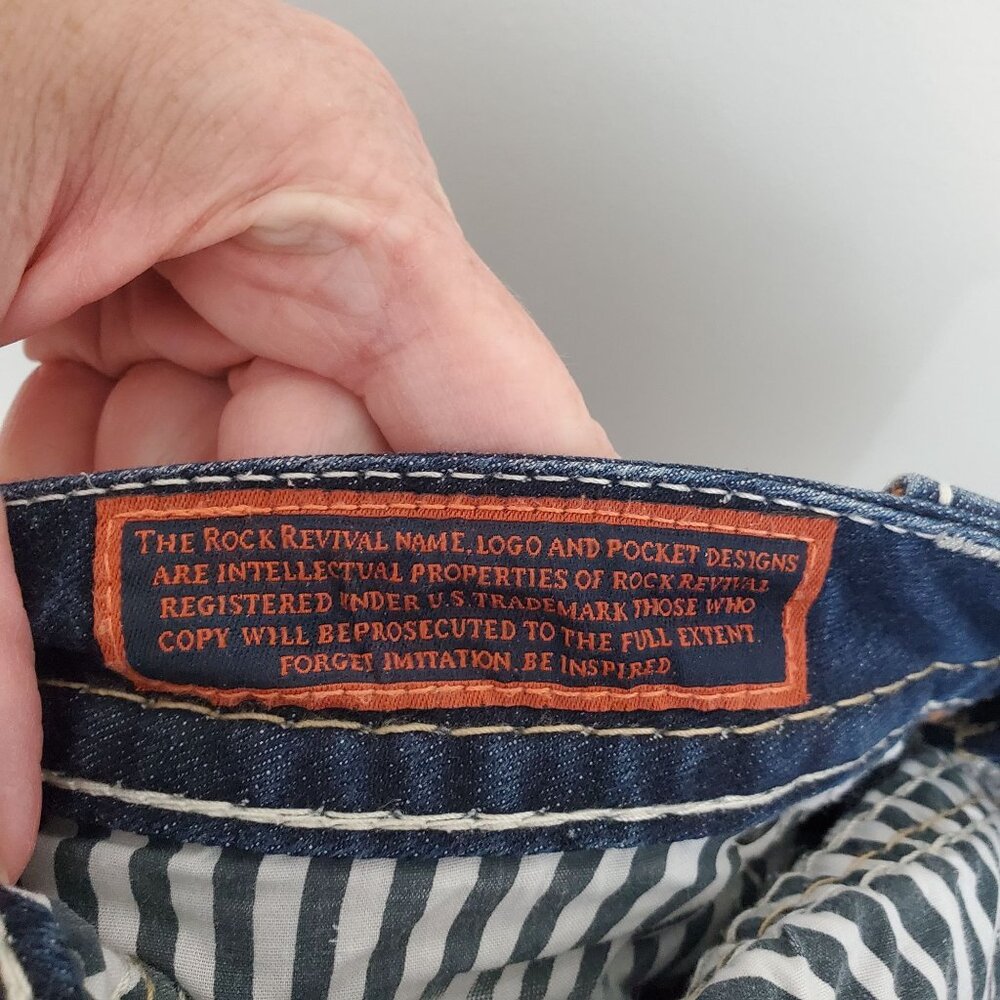 THE ROCK REVIVAL NAME, LOGO AND POCKET DESIGNS
ARE INTELLECTUAL PROPERTIES OF ROCK REVIVAL
REGISTERED UNDER U.S. TRADEMARK THOSE WHO
COPY WILL BEPROSECUTED TO THE FULL EXTENT.
FORGET IMITATION, BE INSPIRED.